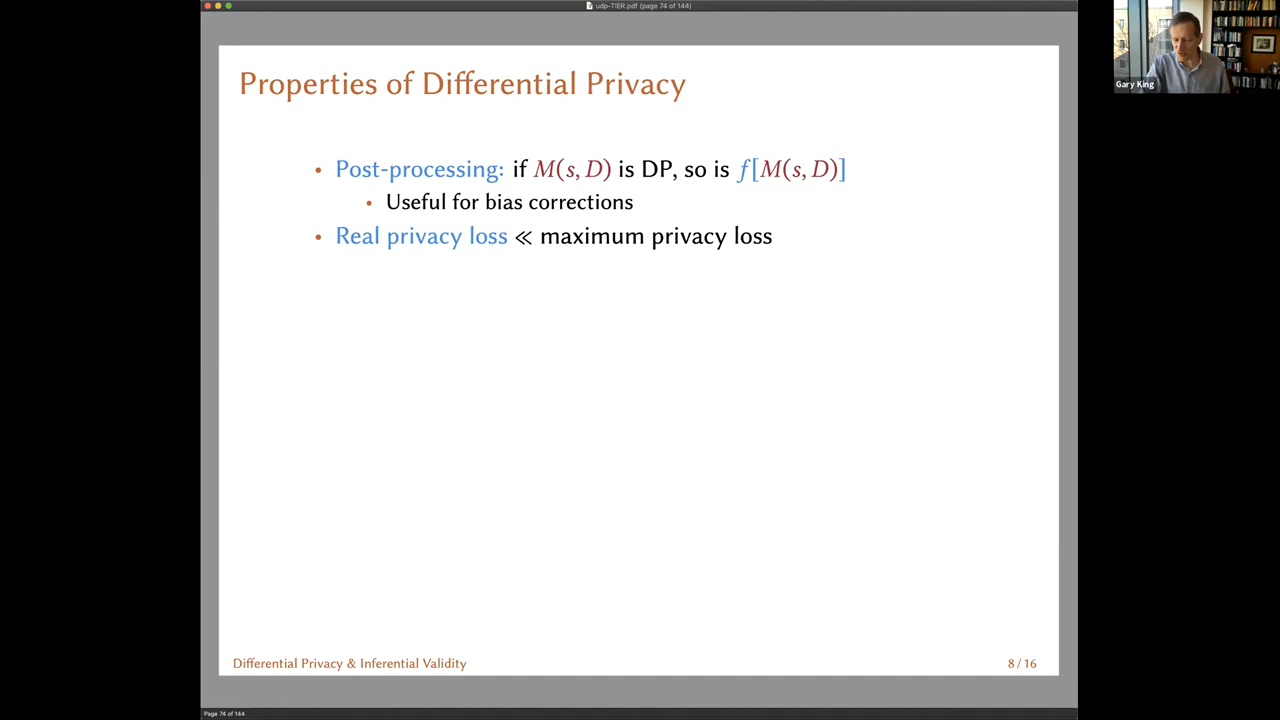 udp-TIER.pdf (page 74 of 144)
Gary King
Properties of Differential Privacy
• Post-processing: if M(s, D) is DP, so is f[M(s, D)]
• Useful for bias corrections
• Real privacy loss ≪ maximum privacy loss
Differential Privacy & Inferential Validity
8 / 16
Page 74 of 144